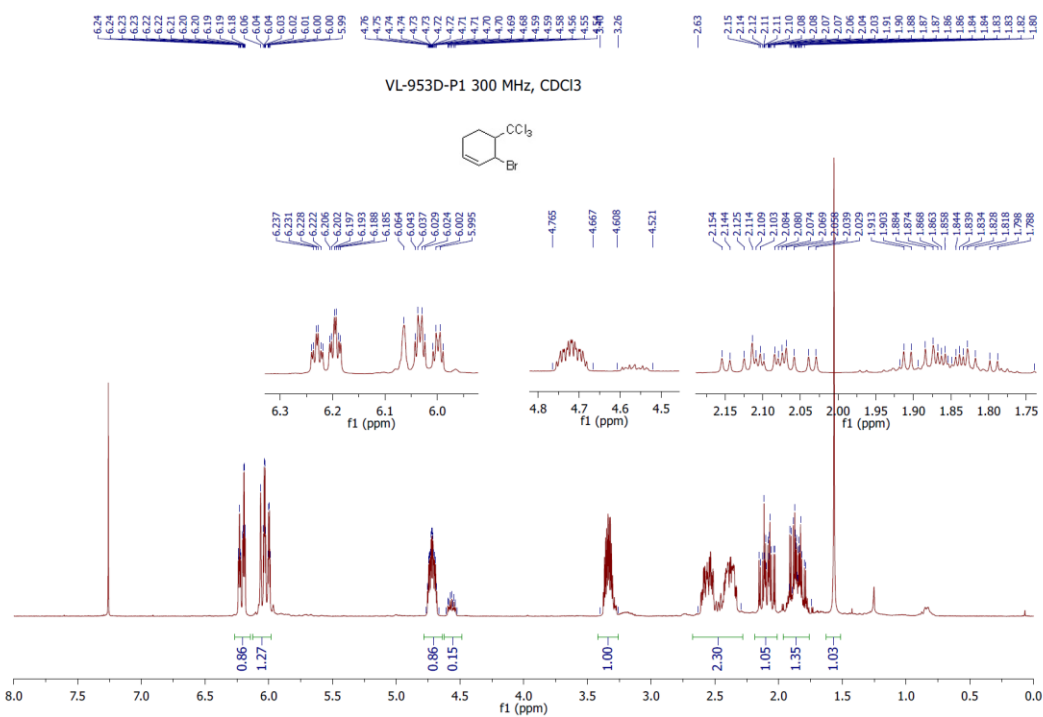 6.24 6.24 6.23 6.23 6.22 6.22 6.22 6.21 6.20 6.20 6.19 6.19 6.18 6.06 6.04 6.04 6.03 6.02 6.01 6.00 6.00 5.99 4.76 4.75 4.74 4.74 4.73 4.73 4.72 4.72 4.71 4.71 4.70 4.70 4.69 4.68 4.59 4.59 4.58 4.56 4.55 4.54 3.40 3.26 2.63 2.15 2.14 2.12 2.11 2.11 2.10 2.08 2.08 2.07 2.07 2.06 2.04 2.03 1.91 1.90 1.88 1.87 1.87 1.86 1.86 1.84 1.84 1.83 1.83 1.82 1.80
VL-953D-P1 300 MHz, CDCl3
CCl3
Br
6.237 6.231 6.228 6.222 6.206 6.202 6.197 6.193 6.188 6.185 6.064 6.043 6.037 6.029 6.024 6.002 5.995
4.765 4.667 4.608 4.521
2.154 2.144 2.125 2.114 2.109 2.103 2.084 2.080 2.074 2.069 2.058 2.039 2.029 1.913 1.903 1.884 1.874 1.868 1.863 1.858 1.844 1.839 1.834 1.828 1.818 1.798 1.788
6.3 6.2 6.1 6.0
f1 (ppm)
4.8 4.7 4.6 4.5
f1 (ppm)
2.15 2.10 2.05 2.00 1.95 1.90 1.85 1.80 1.75
f1 (ppm)
0.86 1.27 0.86 0.15 1.00 2.30 1.05 1.35 1.03
8.0 7.5 7.0 6.5 6.0 5.5 5.0 4.5 4.0 3.5 3.0 2.5 2.0 1.5 1.0 0.5 0.0
f1 (ppm)